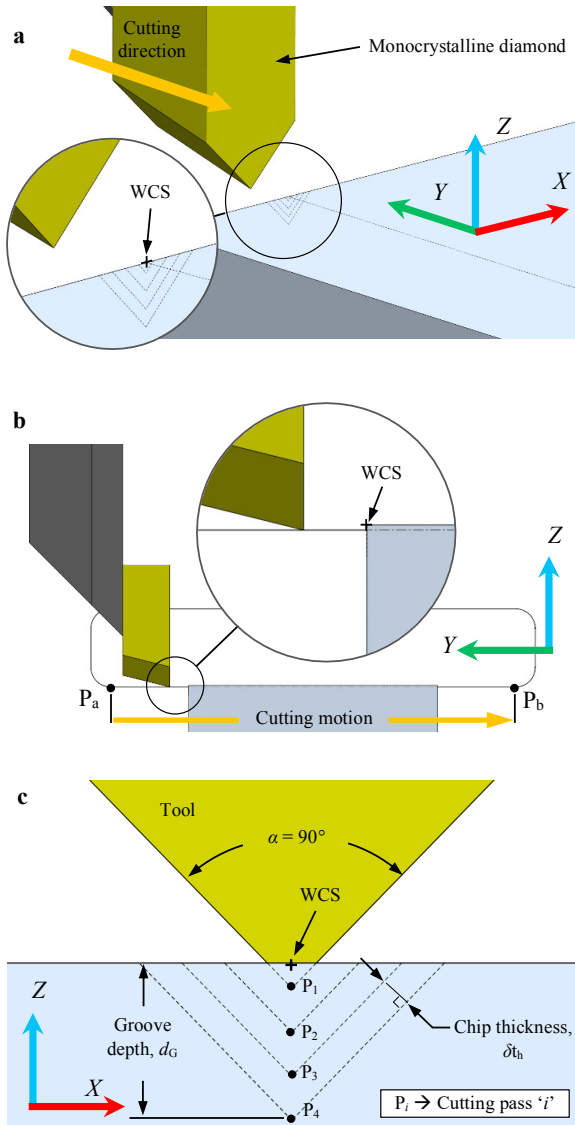 a
Cutting
direction
Monocrystalline diamond
WCS
Z
Y
X
b
WCS
Z
Y
Pa
Pb
Cutting motion
c
Tool
α = 90°
WCS
Z
X
Groove
depth, dG
P1
P2
P3
P4
Chip thickness,
δth
Pi → Cutting pass ‘i’